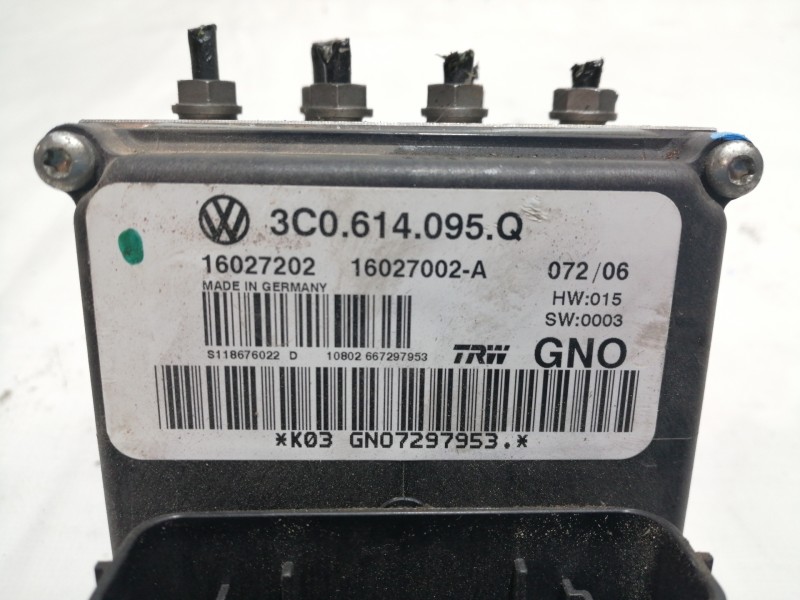 3C0.614.095.Q
16027202 16027002-A 072/06
MADE IN GERMANY
HW:015
SW:0003
S118676022 D 10802 667297953
TRW GNO
*K03 GNO7297953.*